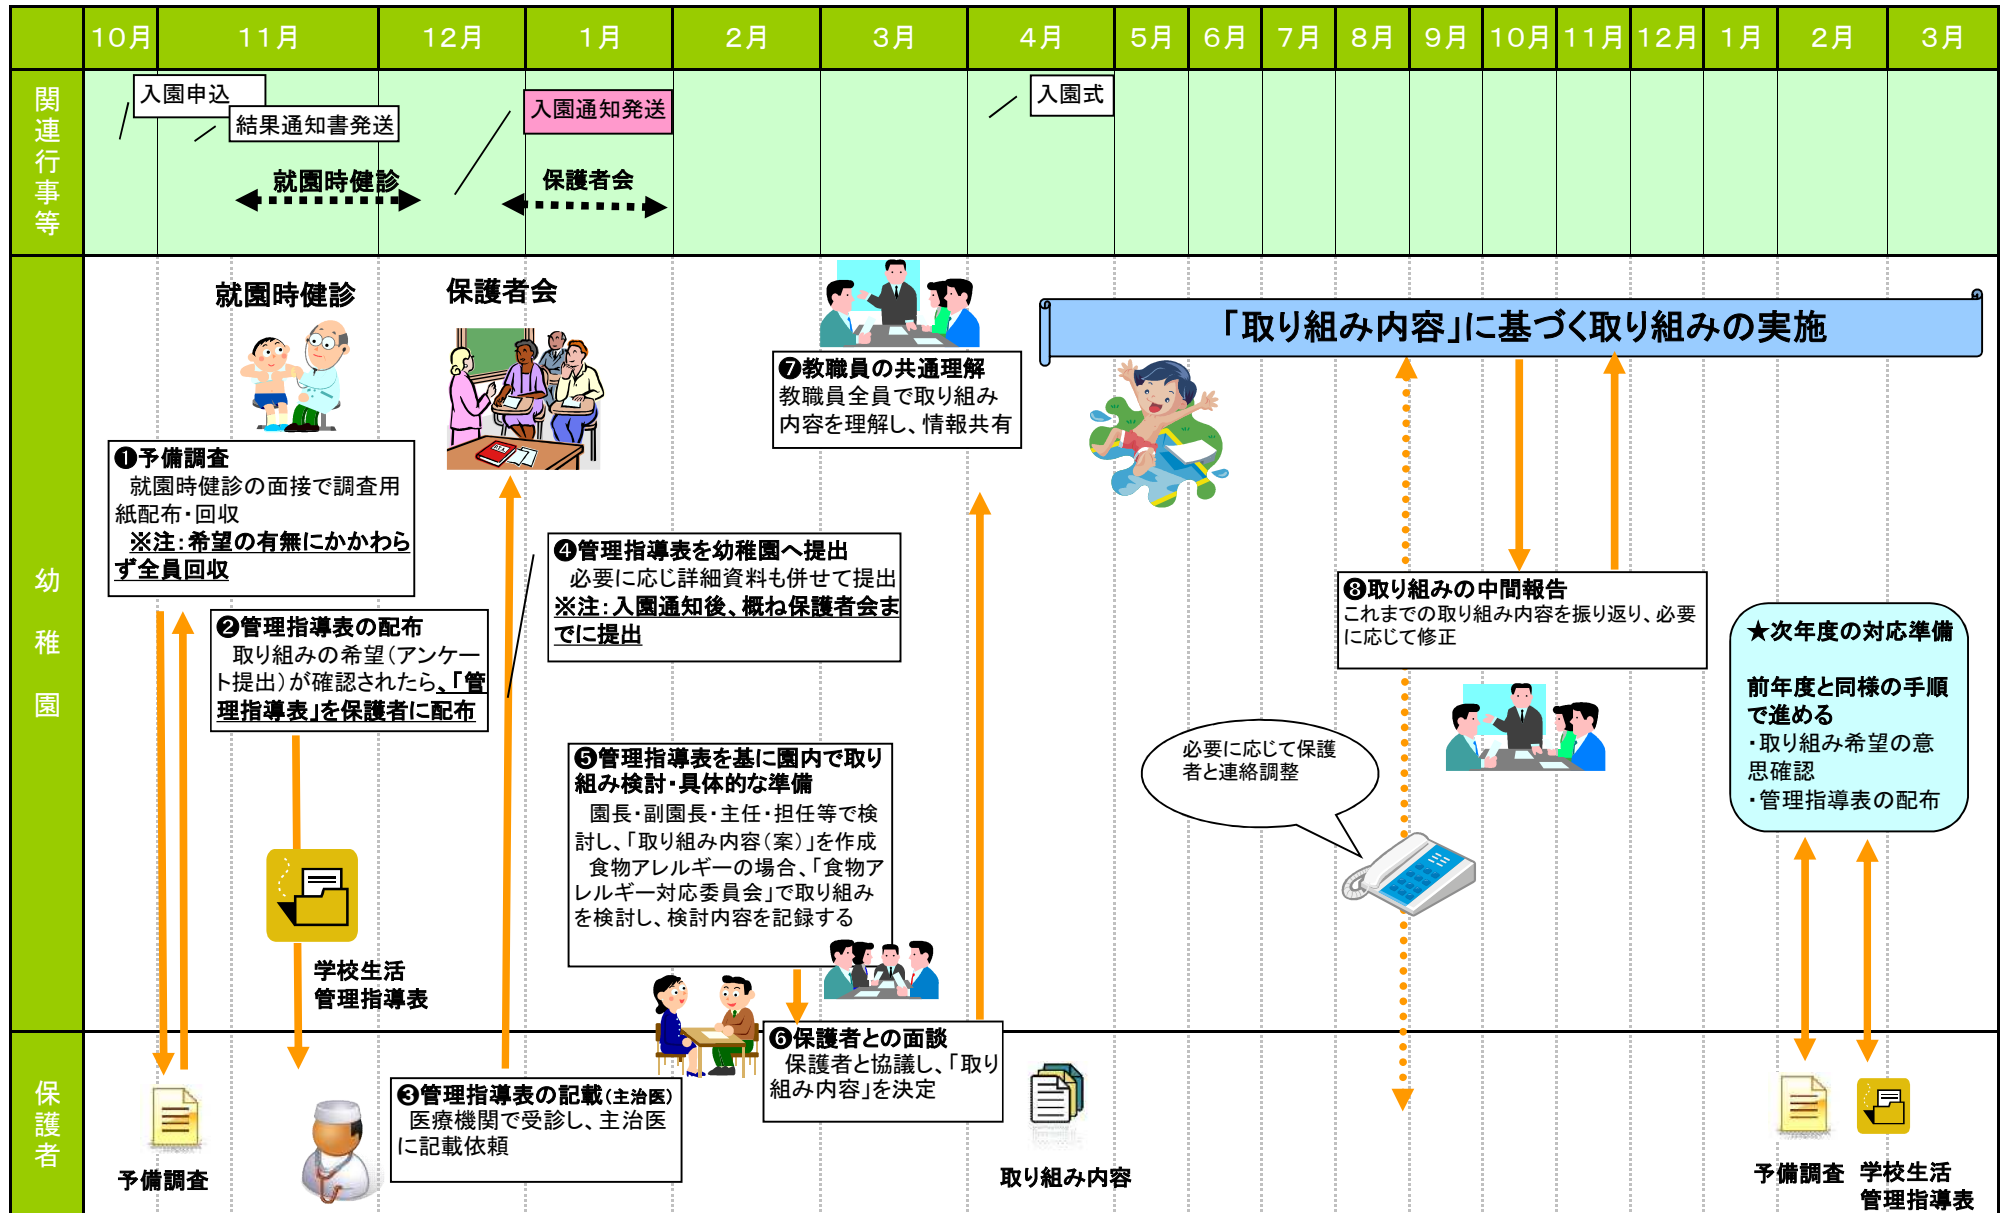 10月 11月 12月 1月 2月 3月 4月 5月 6月 7月 8月 9月 10月 11月 12月 1月 2月 3月
関連行事等
入園申込
結果通知書発送
就園時健診
入園通知発送
保護者会
入園式
幼稚園
就園時健診
❶予備調査
就園時健診の面接で調査用
紙配布・回収
※注：希望の有無にかかわら
ず全員回収
❷管理指導表の配布
取り組みの希望（アンケー
ト提出）が確認されたら、「管
理指導表」を保護者に配布
学校生活
管理指導表
保護者会
❹管理指導表を幼稚園へ提出
必要に応じ詳細資料も併せて提出
※注：入園通知後、概ね保護者会ま
でに提出
❺管理指導表を基に園内で取り
組み検討・具体的な準備
園長・副園長・主任・担任等で検
討し、「取り組み内容（案）」を作成
食物アレルギーの場合、「食物ア
レルギー対応委員会」で取り組み
を検討し、検討内容を記録する
❼教職員の共通理解
教職員全員で取り組み
内容を理解し、情報共有
「取り組み内容」に基づく取り組みの実施
必要に応じて保護
者と連絡調整
❽取り組みの中間報告
これまでの取り組み内容を振り返り、必要
に応じて修正
★次年度の対応準備
前年度と同様の手順
で進める
・取り組み希望の意
思確認
・管理指導表の配布
保護者
予備調査
❸管理指導表の記載（主治医）
医療機関で受診し、主治医
に記載依頼
❻保護者との面談
保護者と協議し、「取り
組み内容」を決定
取り組み内容
予備調査
学校生活
管理指導表